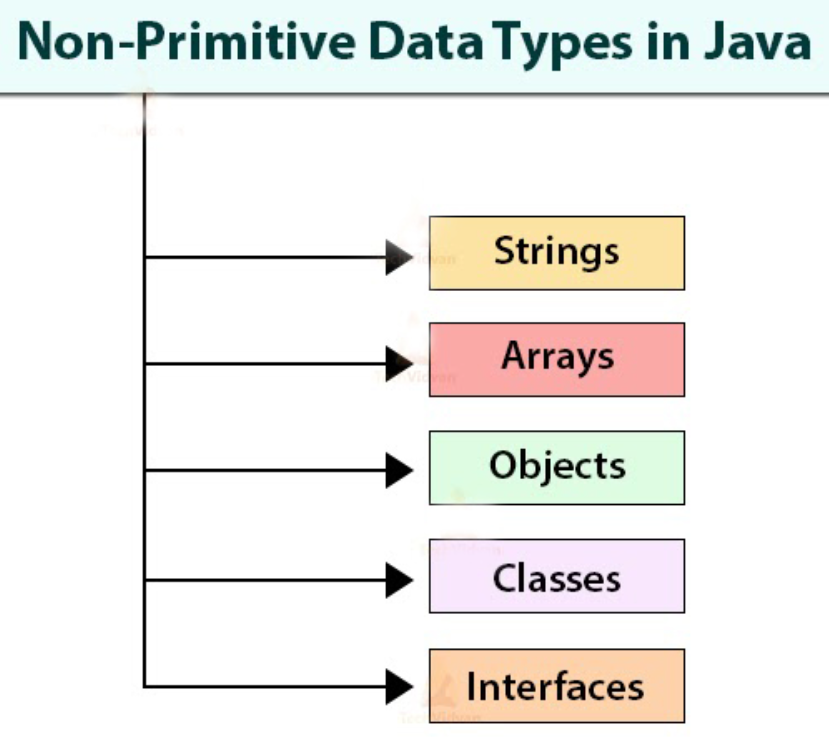 Non-Primitive Data Types in Java
Strings
Arrays
Objects
Classes
Interfaces